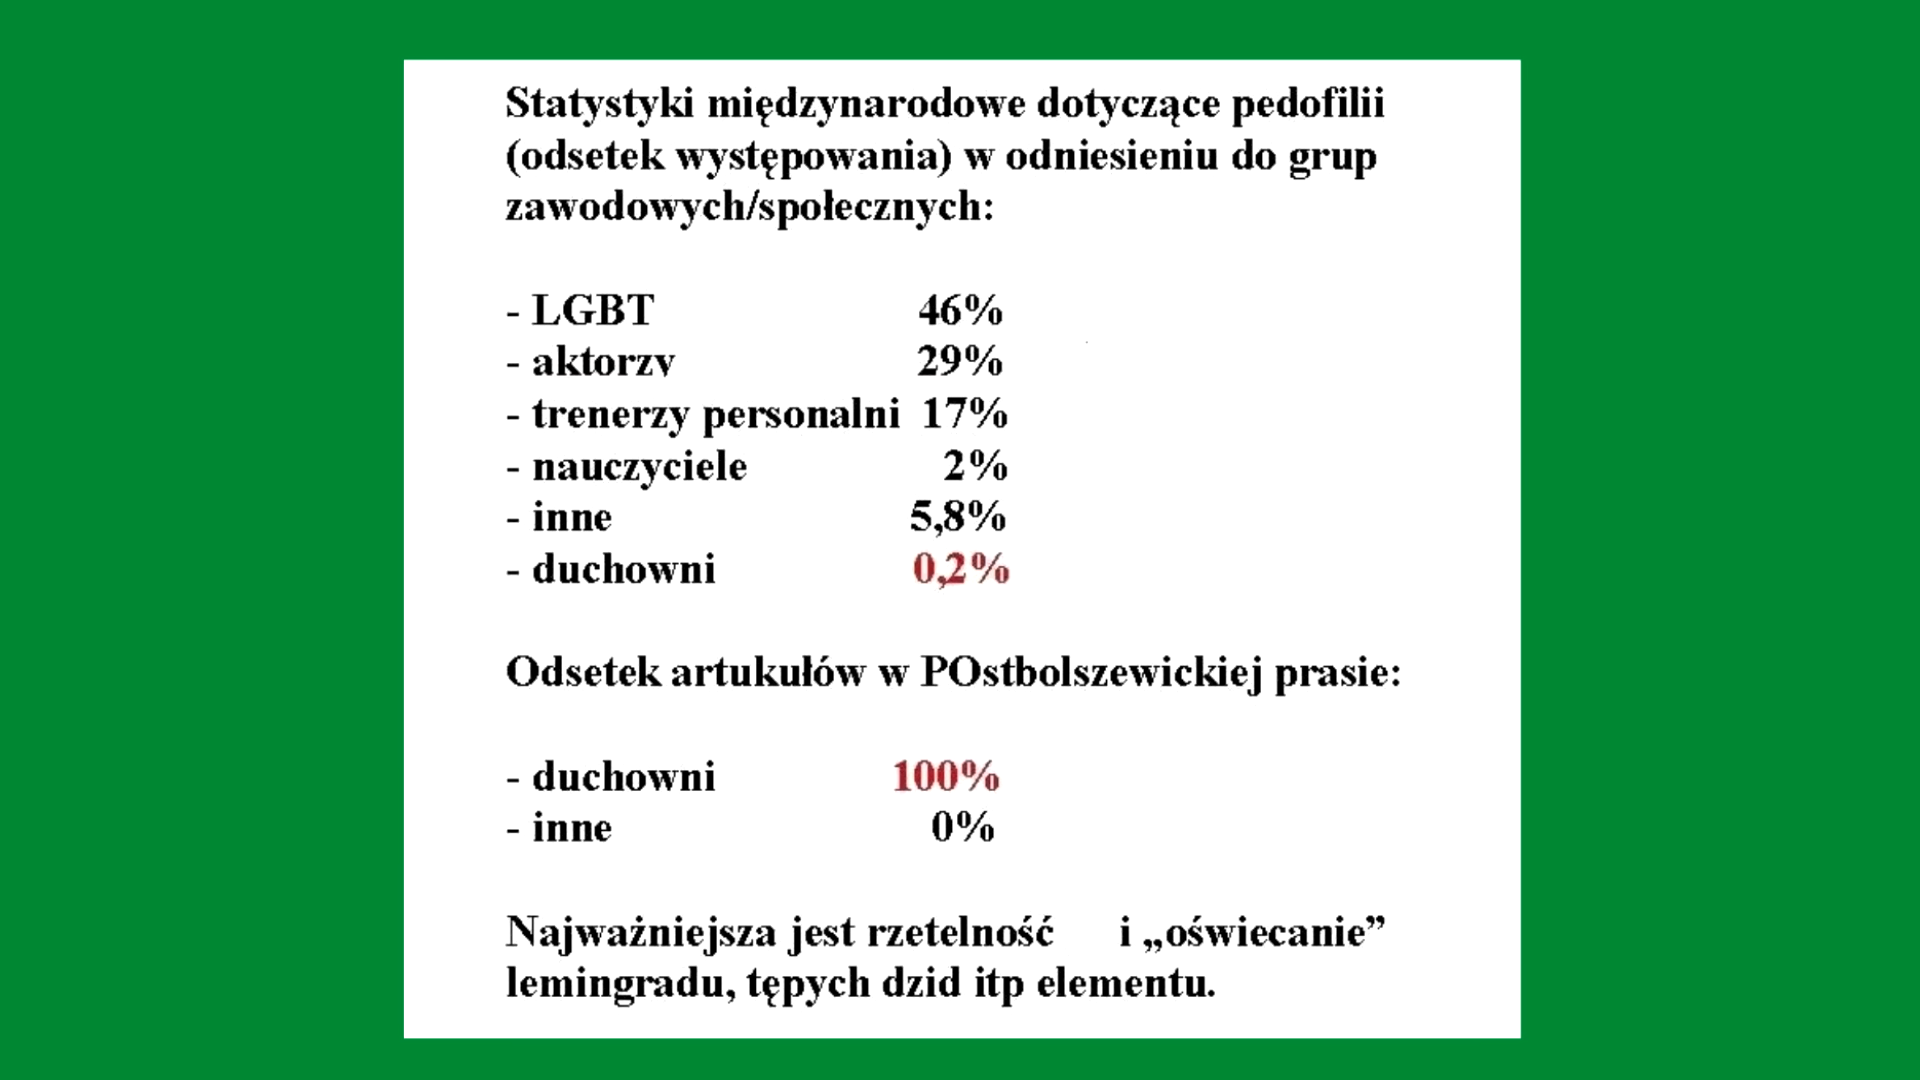 Statystyki międzynarodowe dotyczące pedofilii
(odsetek występowania) w odniesieniu do grup
zawodowych/społecznych:
- LGBT 46%
- aktorzy 29%
- trenerzy personalni 17%
- nauczyciele 2%
- inne 5,8%
- duchowni 0,2%
Odsetek artukułów w POstbolszewickiej prasie:
- duchowni 100%
- inne 0%
Najważniejsza jest rzetelność i „oświecanie”
lemingradu, tępych dzid itp elementu.